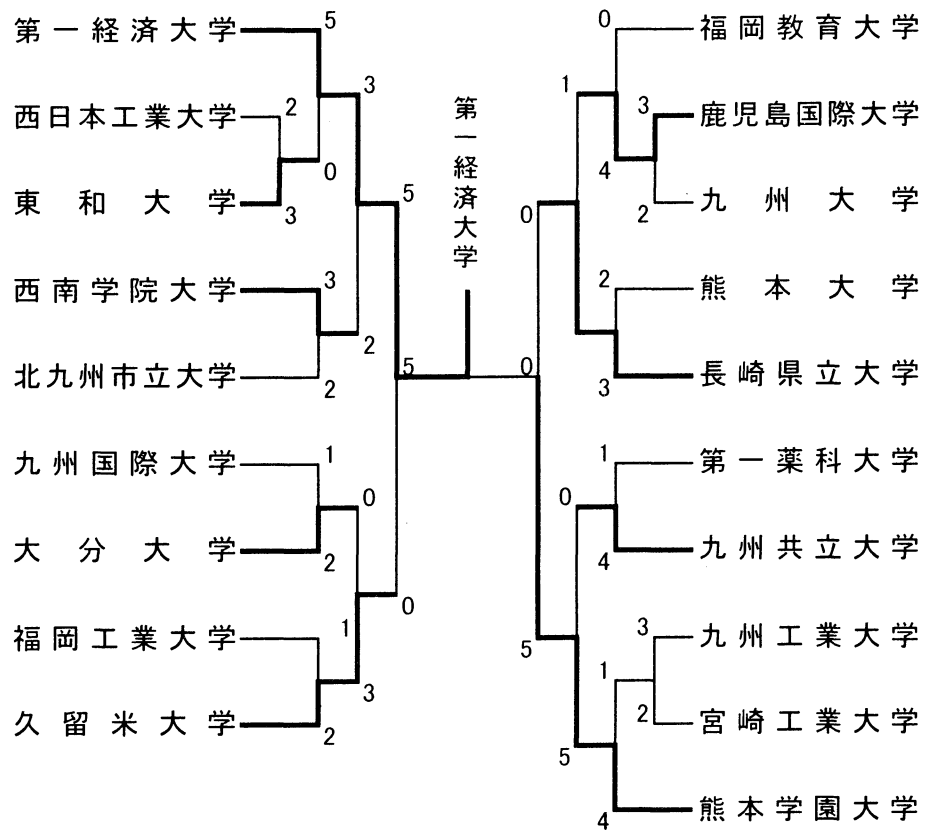 第一経済大学
5
西日本工業大学
2
3
東和大学
3
0
西南学院大学
3
北九州市立大学
2
2
5
九州国際大学
1
大分大学
2
0
福岡工業大学
1
久留米大学
2
3
0
5
第一経済大学
0
福岡教育大学
0
1
鹿児島国際大学
3
4
九州大学
2
0
熊本大学
2
長崎県立大学
3
第一薬科大学
1
0
九州共立大学
4
九州工業大学
3
5
1
宮崎工業大学
2
5
熊本学園大学
4